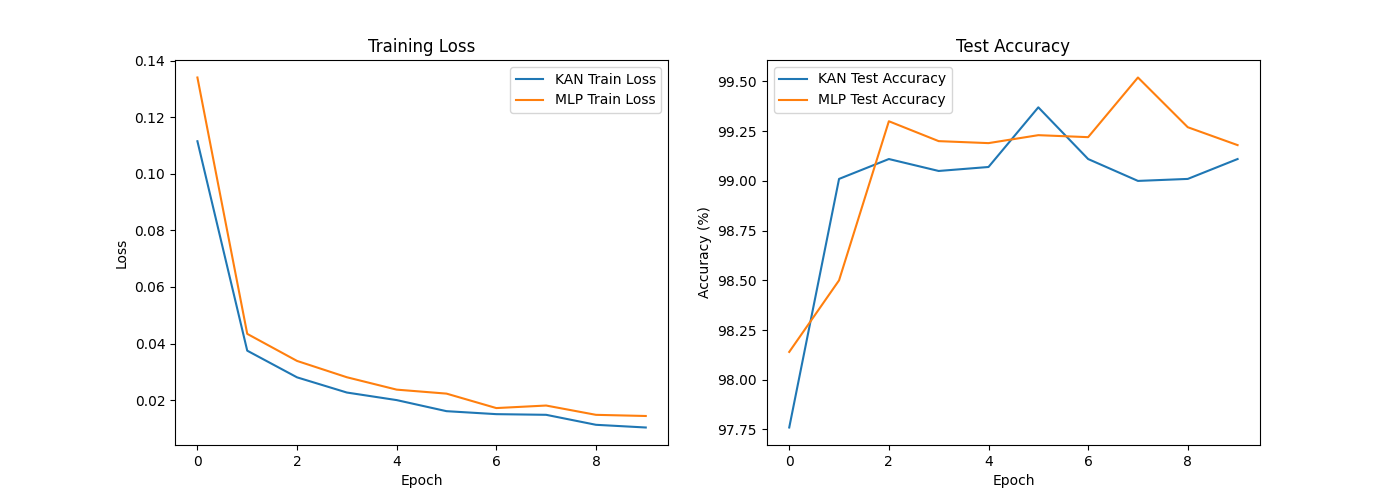 Training Loss
0.14
0.12
0.10
0.08
0.06
0.04
0.02
Loss
KAN Train Loss
MLP Train Loss
0 2 4 6 8
Epoch
Test Accuracy
99.50
99.25
99.00
98.75
98.50
98.25
98.00
97.75
Accuracy (%)
KAN Test Accuracy
MLP Test Accuracy
0 2 4 6 8
Epoch